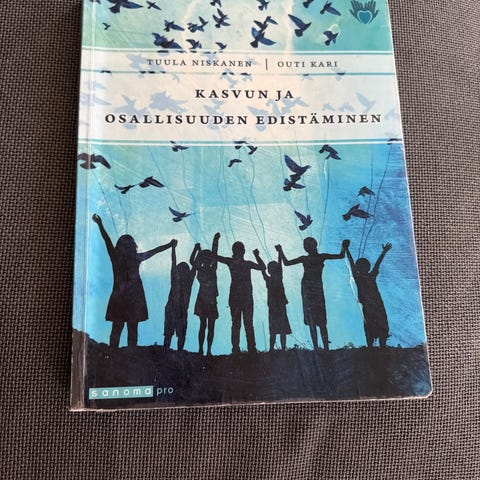 TUULA NISKANEN | OUTI KARI
KASVUN JA
OSALLISUUDEN EDISTÄMINEN
sanoma pro